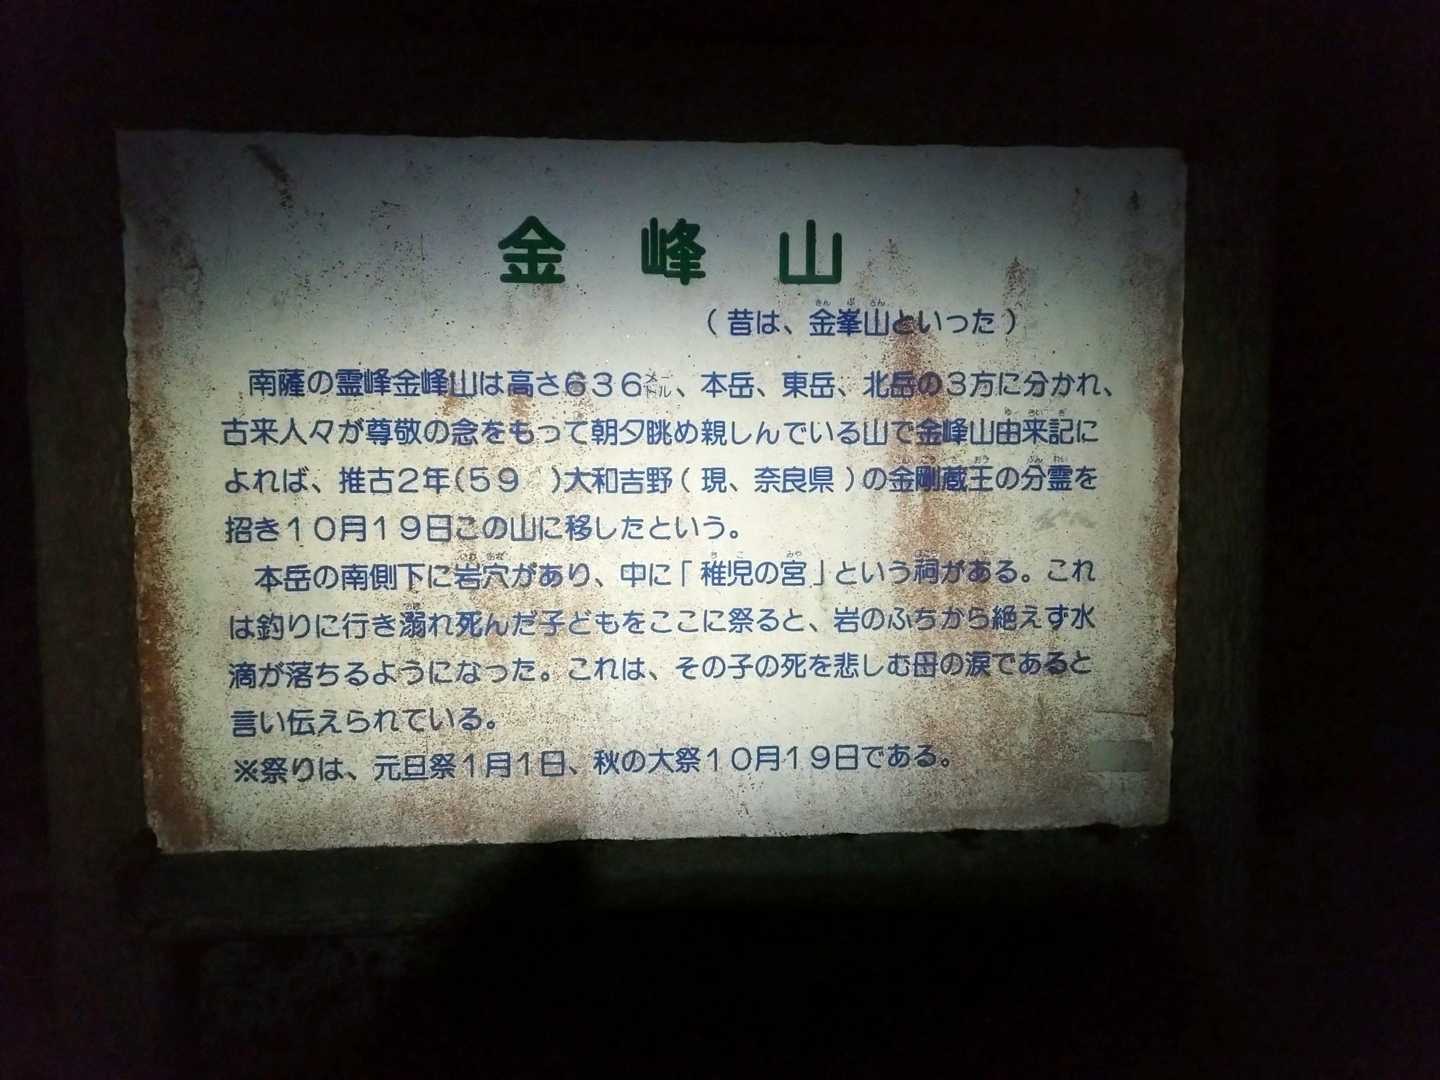 金峰山
(昔は、金峯山といった)
南薩の霊峰金峰山は高さ636メートル、本岳、東岳、北岳の3方に分かれ、
古来人々が尊敬の念をもって朝夕眺め親しんでいる山で金峰山由来記に
よれば、推古2年(59 )大和吉野(現、奈良県)の金剛蔵王の分霊を
招き10月19日この山に移したという。
本岳の南側下に岩穴があり、中に「稚児の宮」という祠がある。これ
は釣りに行き溺れ死んだ子どもをここに祭ると、岩のふちから絶えず水
滴が落ちるようになった。これは、その子の死を悲しむ母の涙であると
言い伝えられている。
※祭りは、元旦祭1月1日、秋の大祭10月19日である。